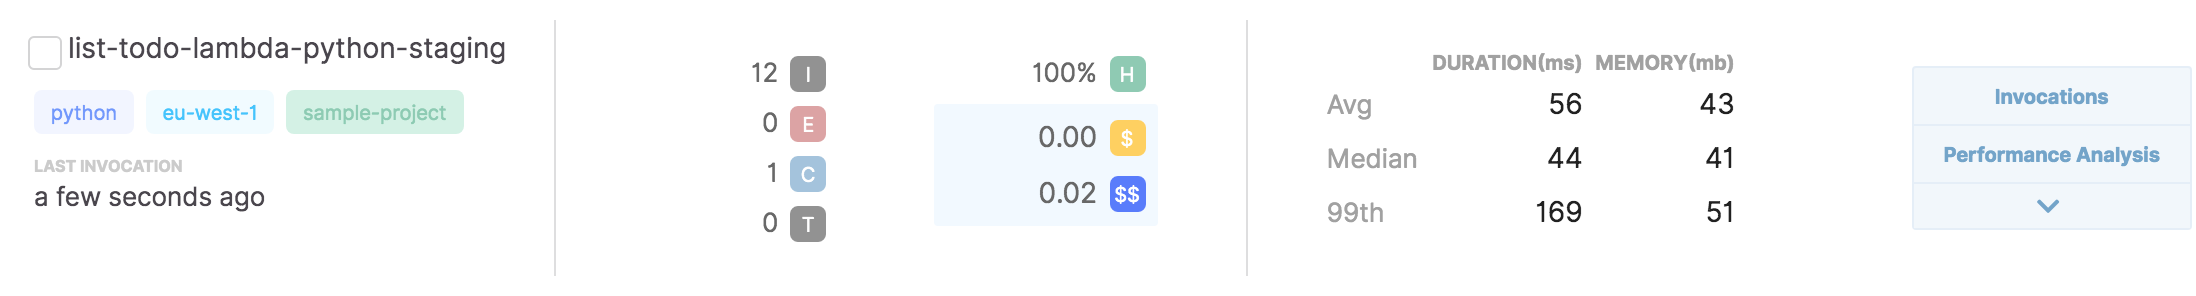 list-todo-lambda-python-staging
python eu-west-1 sample-project
LAST INVOCATION
a few seconds ago
12 I
0 E
1 C
0 T
100% H
0.00 $
0.02 $$
DURATION(ms) MEMORY(mb)
Avg 56 43
Median 44 41
99th 169 51
Invocations
Performance Analysis